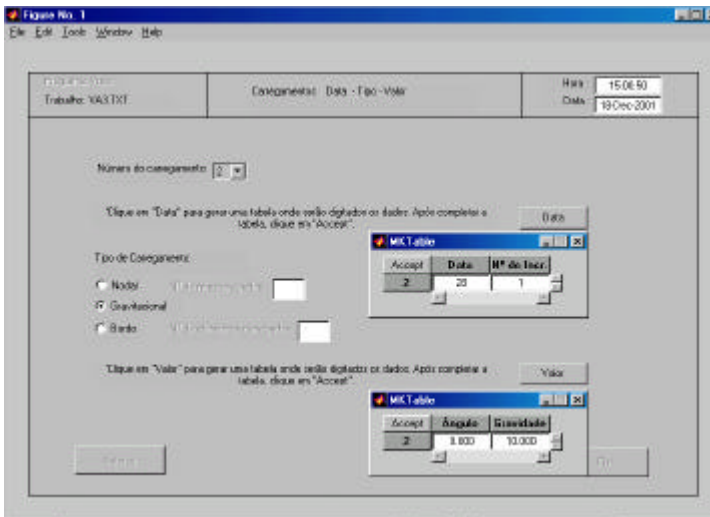 Figure No. 1
File Edit Tools Window Help
Trabalho: VA3.TXT
Carregamentos: Data - Tipo - Valor
Hora 15:06:50
Data 18-Dec-2001
Número do carregamento: 2
"Clique em "Data" para gerar uma tabela onde serão digitados os dados. Após completar a
tabela, clique em "Accept".
Data
MKTable
Accept Data Nº de Incr.
2 28 1
Tipo de Carregamento:
Nodal
Gravitacional
Bordo
"Clique em "Valor" para gerar uma tabela onde serão digitados os dados. Após completar a
tabela, clique em "Accept".
Valor
MKTable
Accept Ângulo Gravidade
2 0.000 10.000